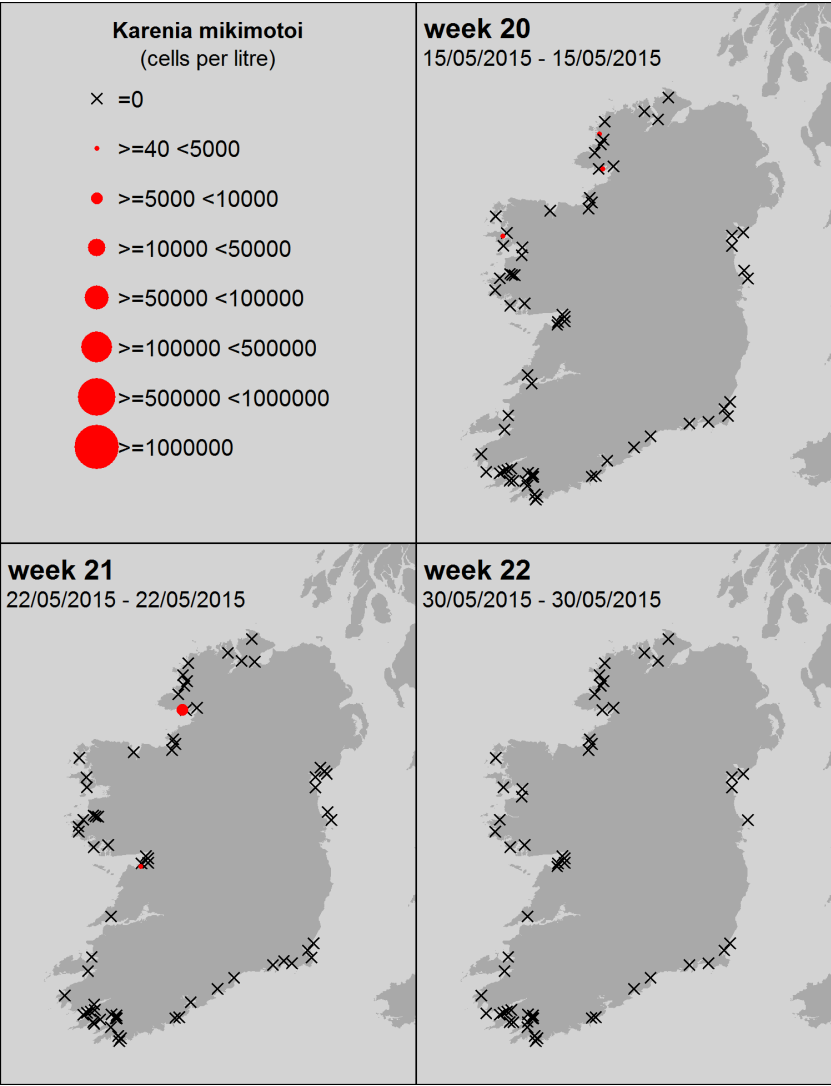 Karenia mikimotoi
(cells per litre)
=0
>=40 <5000
>=5000 <10000
>=10000 <50000
>=50000 <100000
>=100000 <500000
>=500000 <1000000
>=1000000
week 20
15/05/2015 - 15/05/2015
week 21
22/05/2015 - 22/05/2015
week 22
30/05/2015 - 30/05/2015